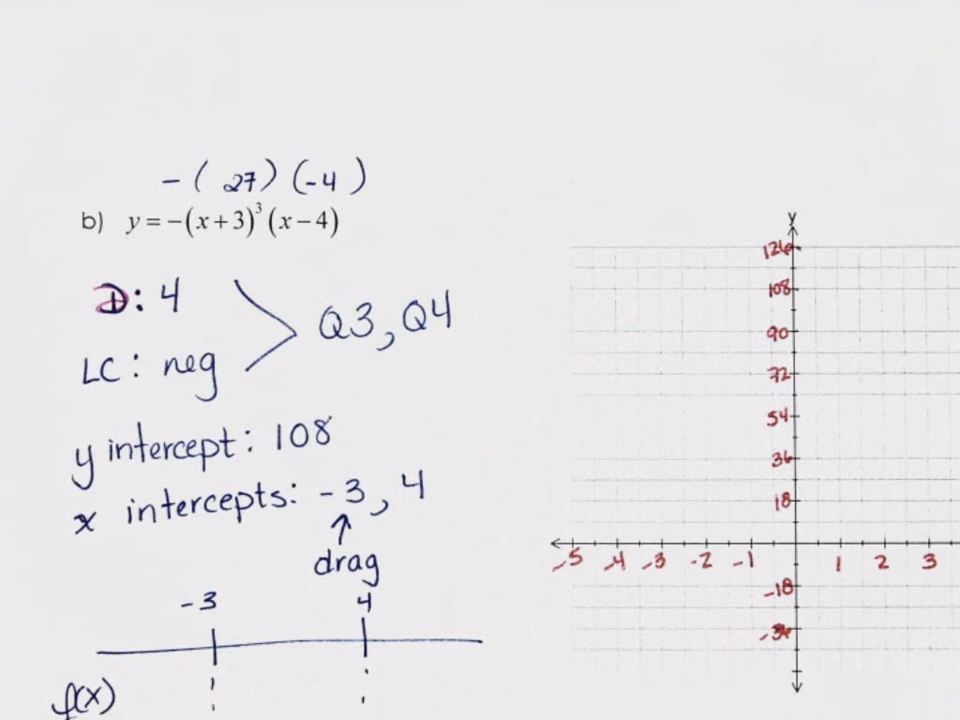 - ( 27) (-4 )
b) y = -(x+3)³(x-4)
D: 4
LC: neg
Q3, Q4
y intercept: 108
x intercepts: -3, 4
↑
drag
-3 4
f(x)
y
126
108
90
72
54
36
18
-5 -4 -3 -2 -1 1 2 3
-18
-36